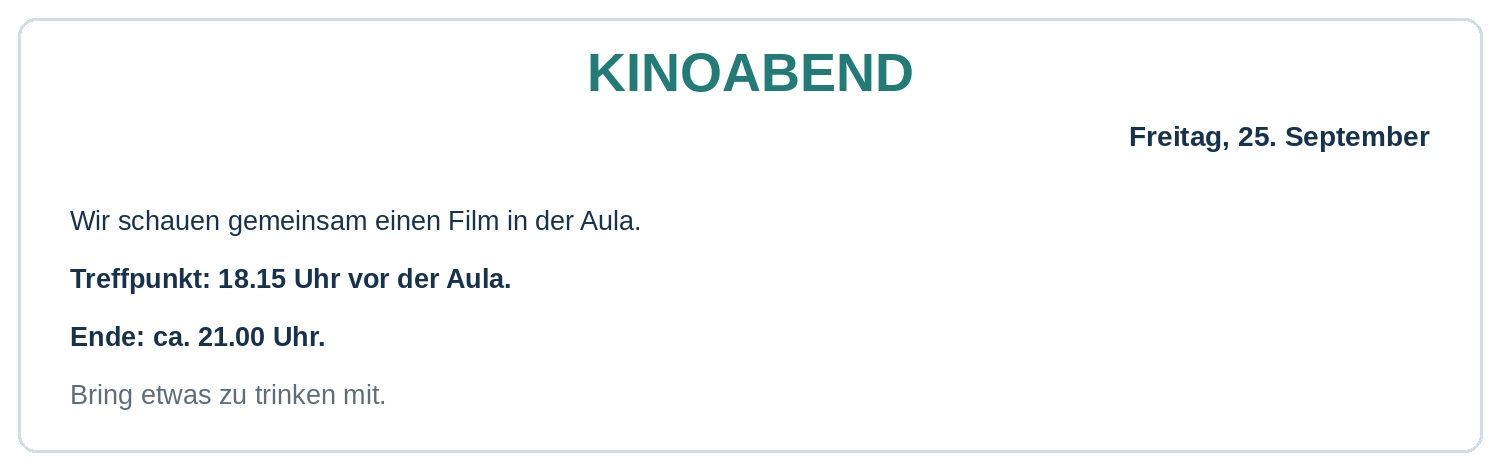 KINOABEND
Freitag, 25. September
Wir schauen gemeinsam einen Film in der Aula.
Treffpunkt: 18.15 Uhr vor der Aula.
Ende: ca. 21.00 Uhr.
Bring etwas zu trinken mit.